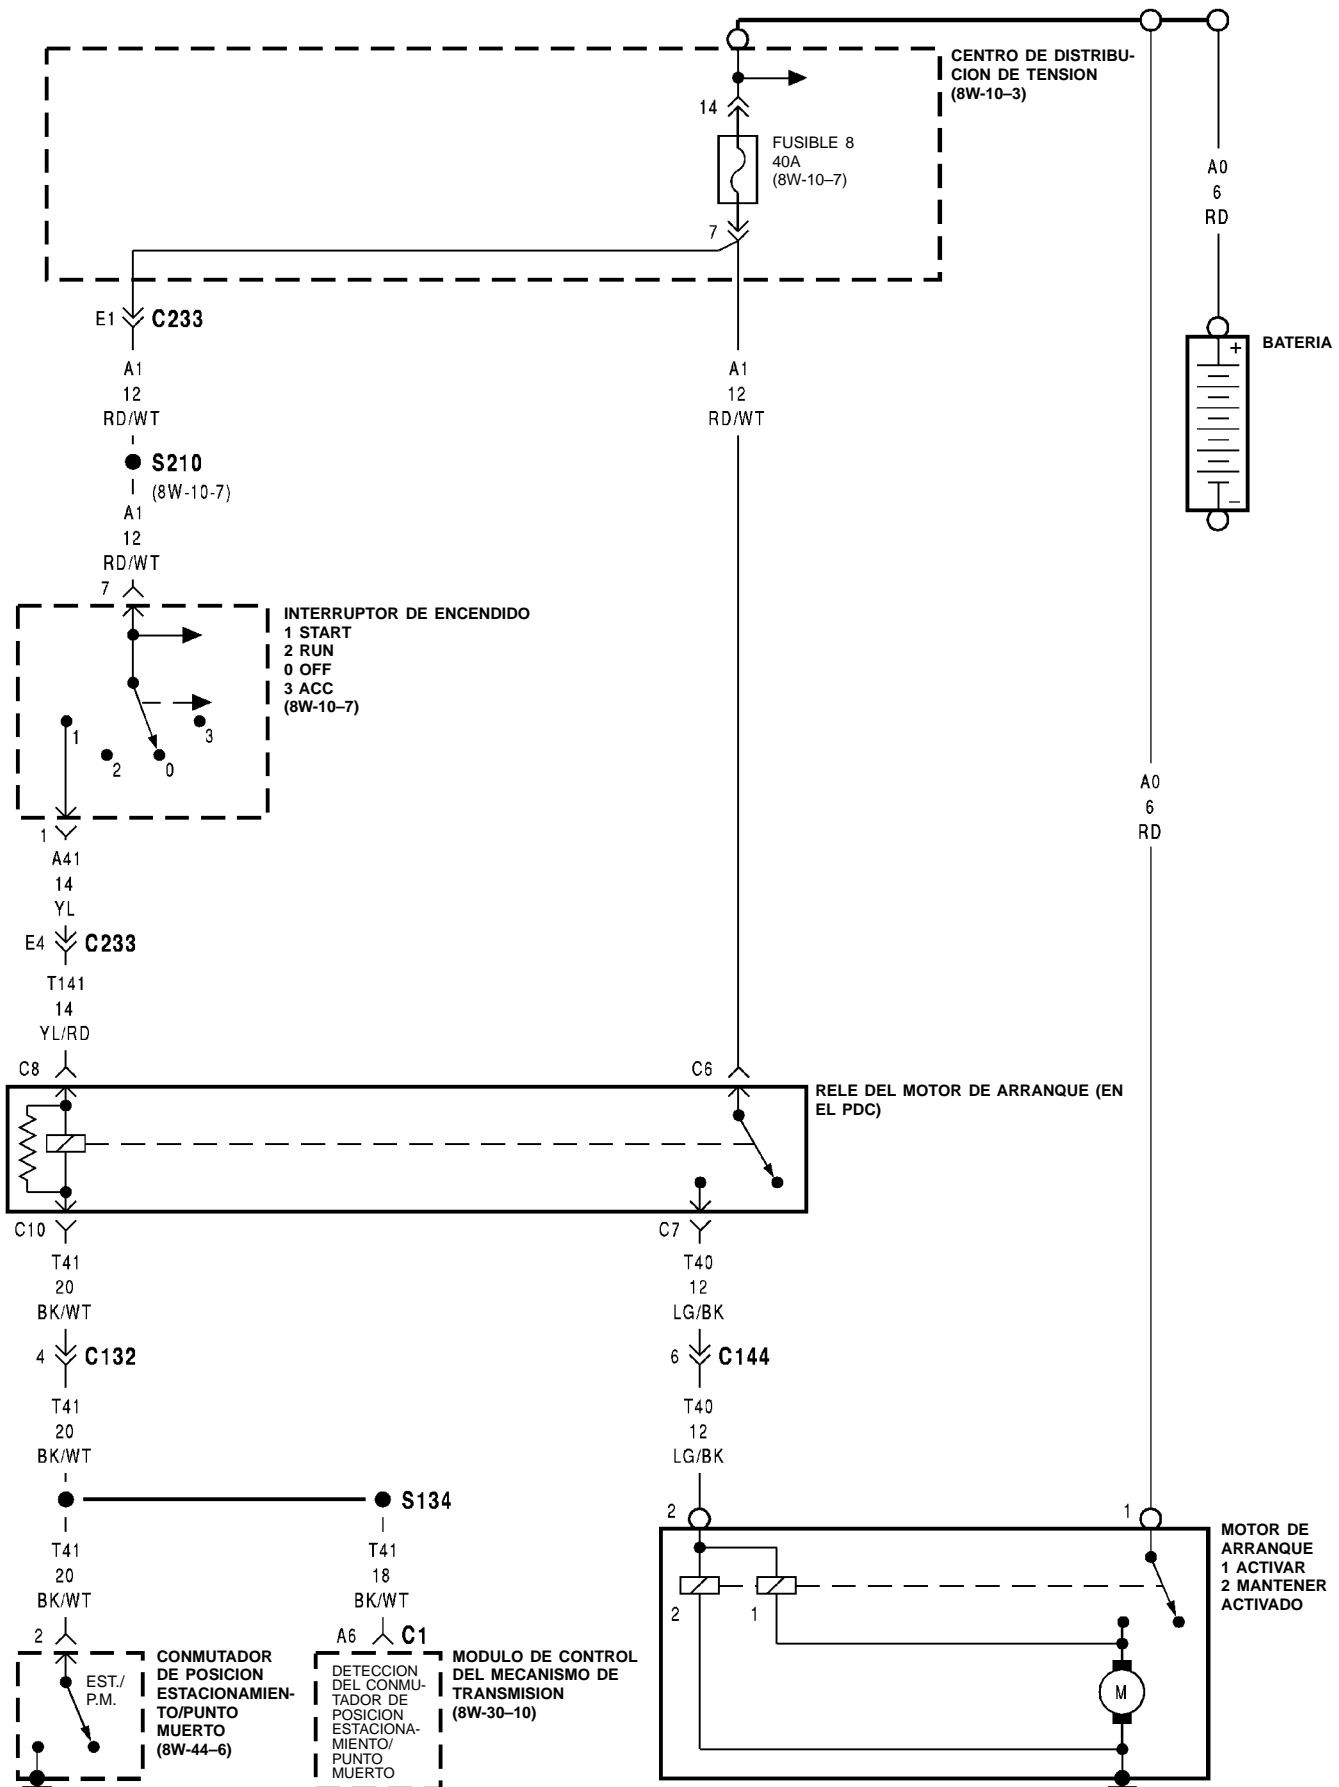 CENTRO DE DISTRIBU-
CION DE TENSION
(8W-10–3)
14
FUSIBLE 8
40A
(8W-10–7)
7
A0
6
RD
E1
C233
A1
12
RD/WT
A1
12
RD/WT
+
BATERIA
–
S210
(8W-10-7)
A1
12
RD/WT
7
INTERRUPTOR DE ENCENDIDO
1 START
2 RUN
0 OFF
3 ACC
(8W-10–7)
1
2
0
3
A0
6
RD
1
A41
14
YL
E4
C233
T141
14
YL/RD
C8
C6
RELE DEL MOTOR DE ARRANQUE (EN
EL PDC)
C10
C7
T41
20
BK/WT
T40
12
LG/BK
4
C132
6
C144
T41
20
BK/WT
T40
12
LG/BK
S134
2
1
T41
20
BK/WT
T41
18
BK/WT
MOTOR DE
ARRANQUE
1 ACTIVAR
2 MANTENER
ACTIVADO
2
1
M
2
A6
C1
EST./
P.M.
CONMUTADOR
DE POSICION
ESTACIONAMIEN-
TO/PUNTO
MUERTO
(8W-44–6)
DETECCION
DEL CONMU-
TADOR DE
POSICION
ESTACIONA-
MIENTO/
PUNTO
MUERTO
MODULO DE CONTROL
DEL MECANISMO DE
TRANSMISION
(8W-30–10)